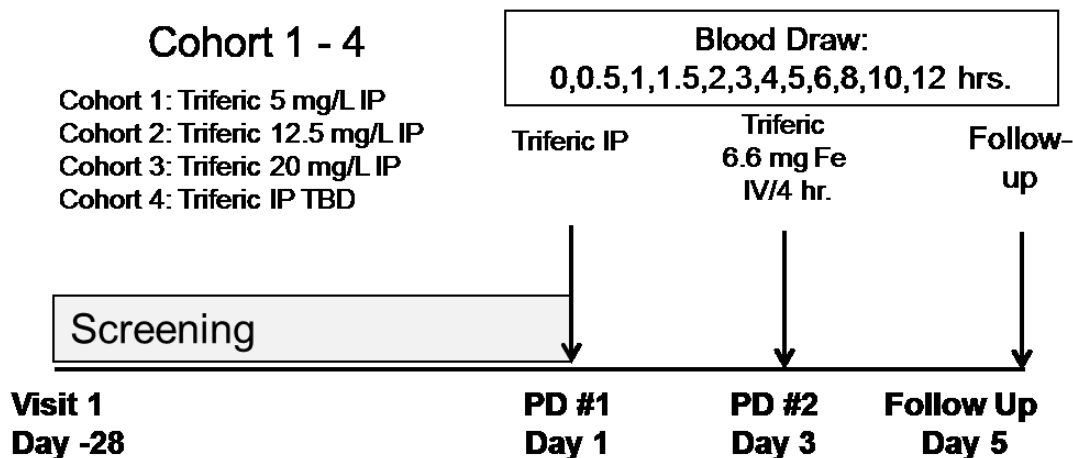 Cohort 1 - 4
Cohort 1: Triferic 5 mg/L IP
Cohort 2: Triferic 12.5 mg/L IP
Cohort 3: Triferic 20 mg/L IP
Cohort 4: Triferic IP TBD
Blood Draw:
0,0.5,1,1.5,2,3,4,5,6,8,10,12 hrs.
Triferic IP
Triferic
6.6 mg Fe
IV/4 hr.
Follow-
up
Screening
Visit 1
Day -28
PD #1
Day 1
PD #2
Day 3
Follow Up
Day 5